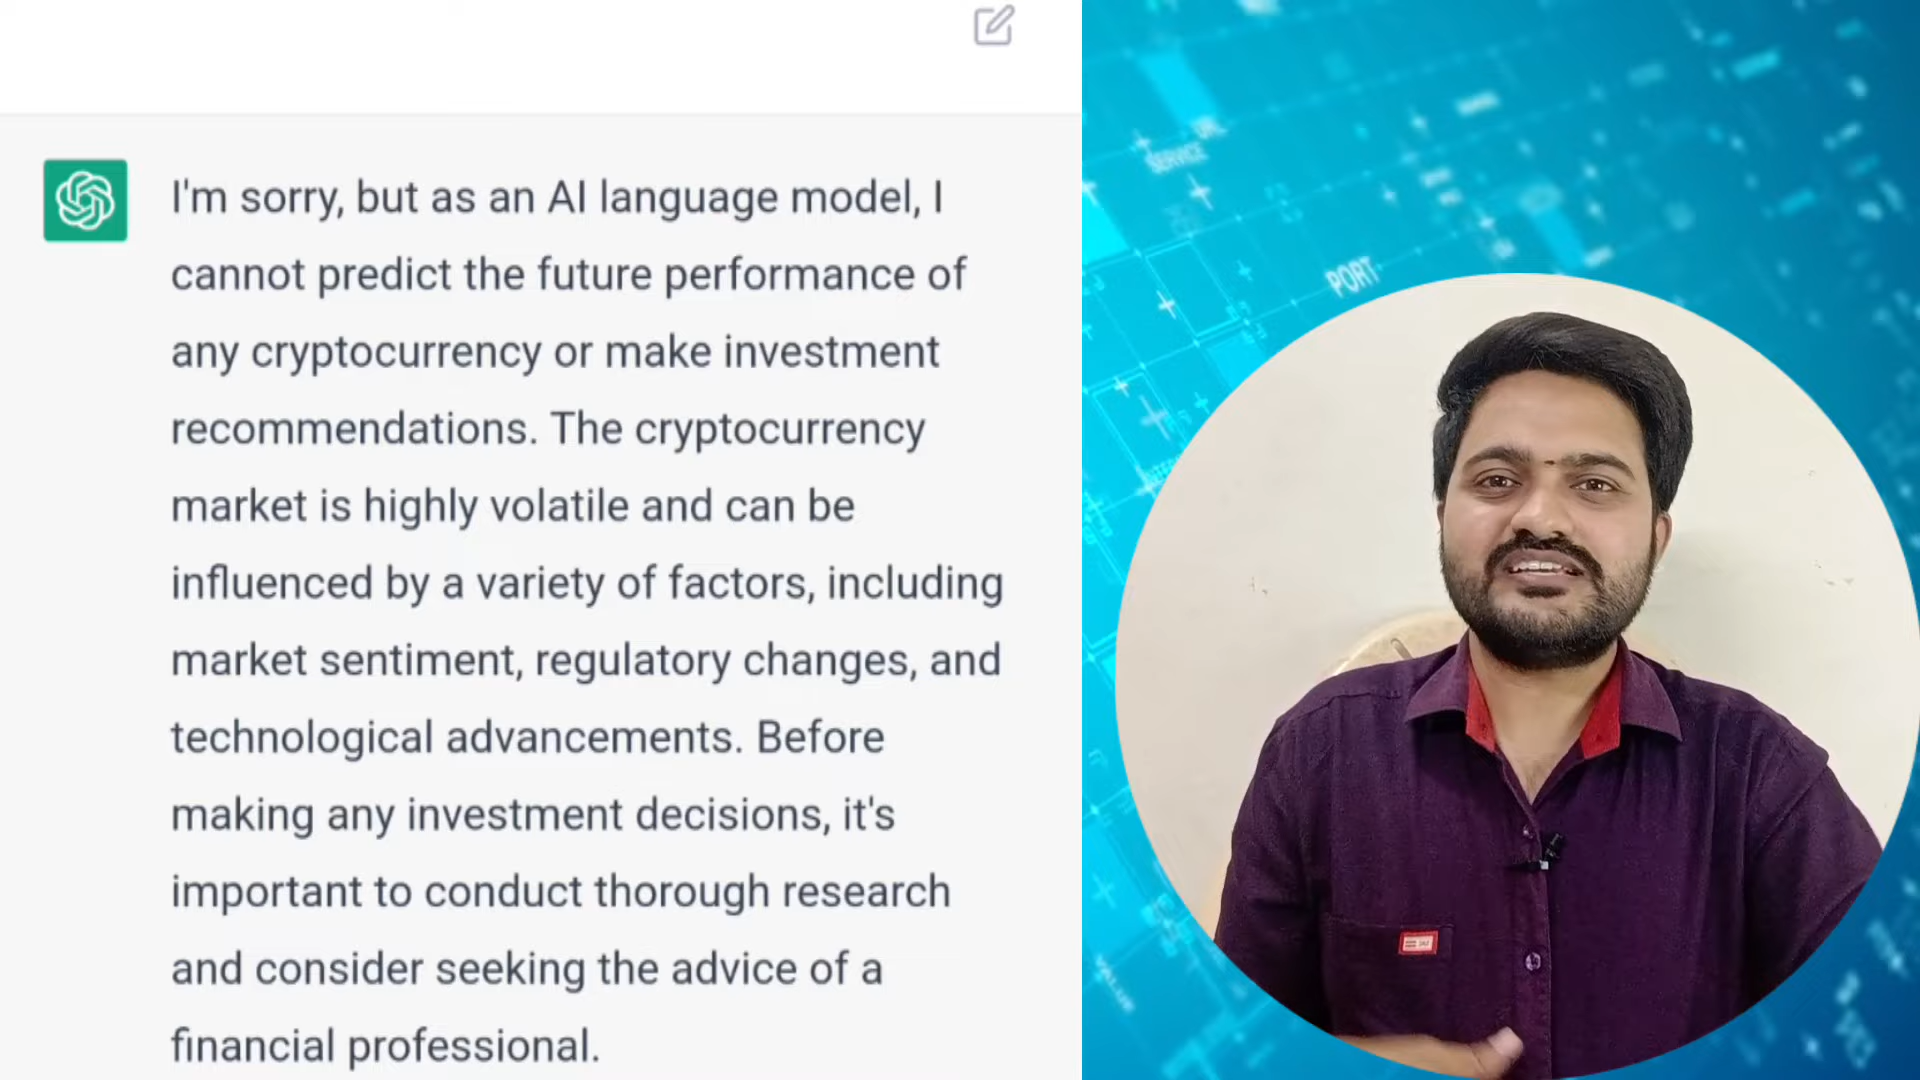 I'm sorry, but as an AI language model, I
cannot predict the future performance of
any cryptocurrency or make investment
recommendations. The cryptocurrency
market is highly volatile and can be
influenced by a variety of factors, including
market sentiment, regulatory changes, and
technological advancements. Before
making any investment decisions, it's
important to conduct thorough research
and consider seeking the advice of a
financial professional.
SERVICE
PORT